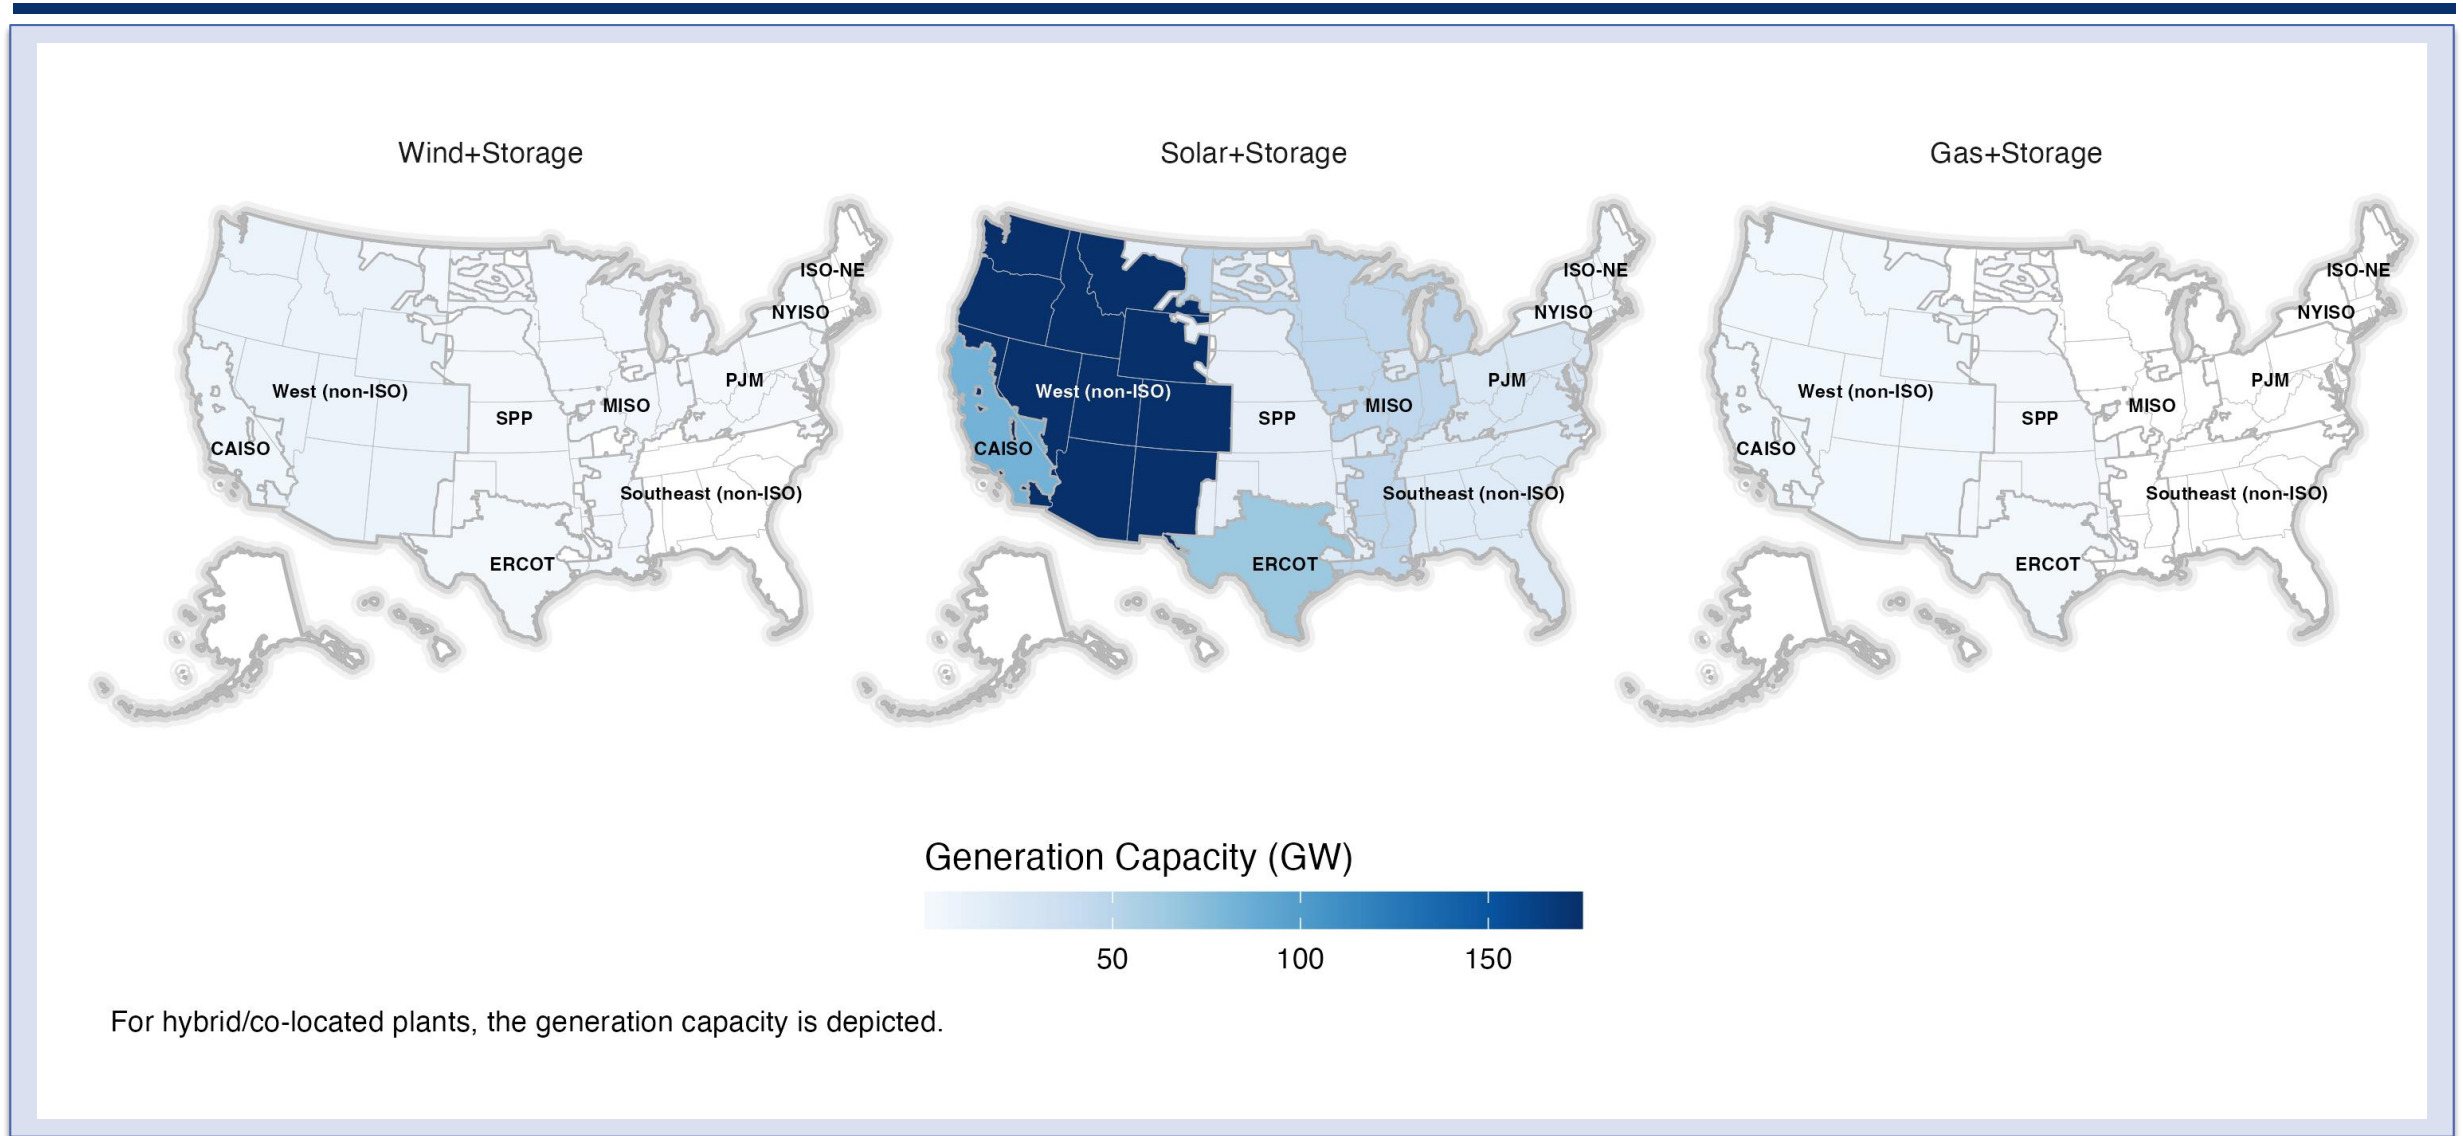 Wind+Storage
ISO-NE
NYISO
PJM
West (non-ISO)
MISO
SPP
CAISO
Southeast (non-ISO)
ERCOT
Solar+Storage
ISO-NE
NYISO
PJM
West (non-ISO)
MISO
SPP
CAISO
Southeast (non-ISO)
ERCOT
Gas+Storage
ISO-NE
NYISO
PJM
West (non-ISO)
MISO
SPP
CAISO
Southeast (non-ISO)
ERCOT
Generation Capacity (GW)
50 100 150
For hybrid/co-located plants, the generation capacity is depicted.